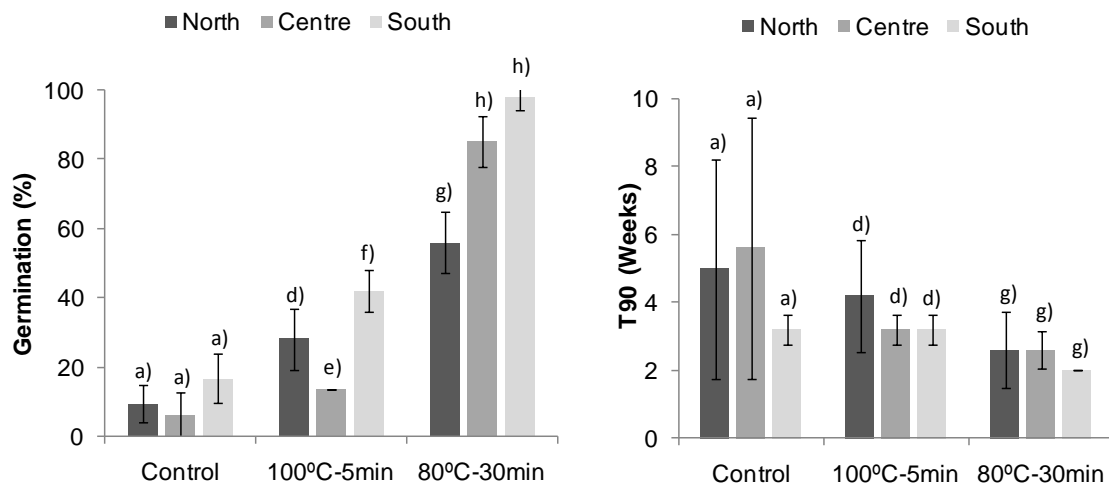 North Centre South
Germination (%)
100
80
60
40
20
0
a) a) a)
d) e) f)
g) h) h)
Control 100ºC-5min 80ºC-30min
North Centre South
T90 (Weeks)
10
8
6
4
2
0
a) a) a)
d) d) d)
g) g) g)
Control 100ºC-5min 80ºC-30min